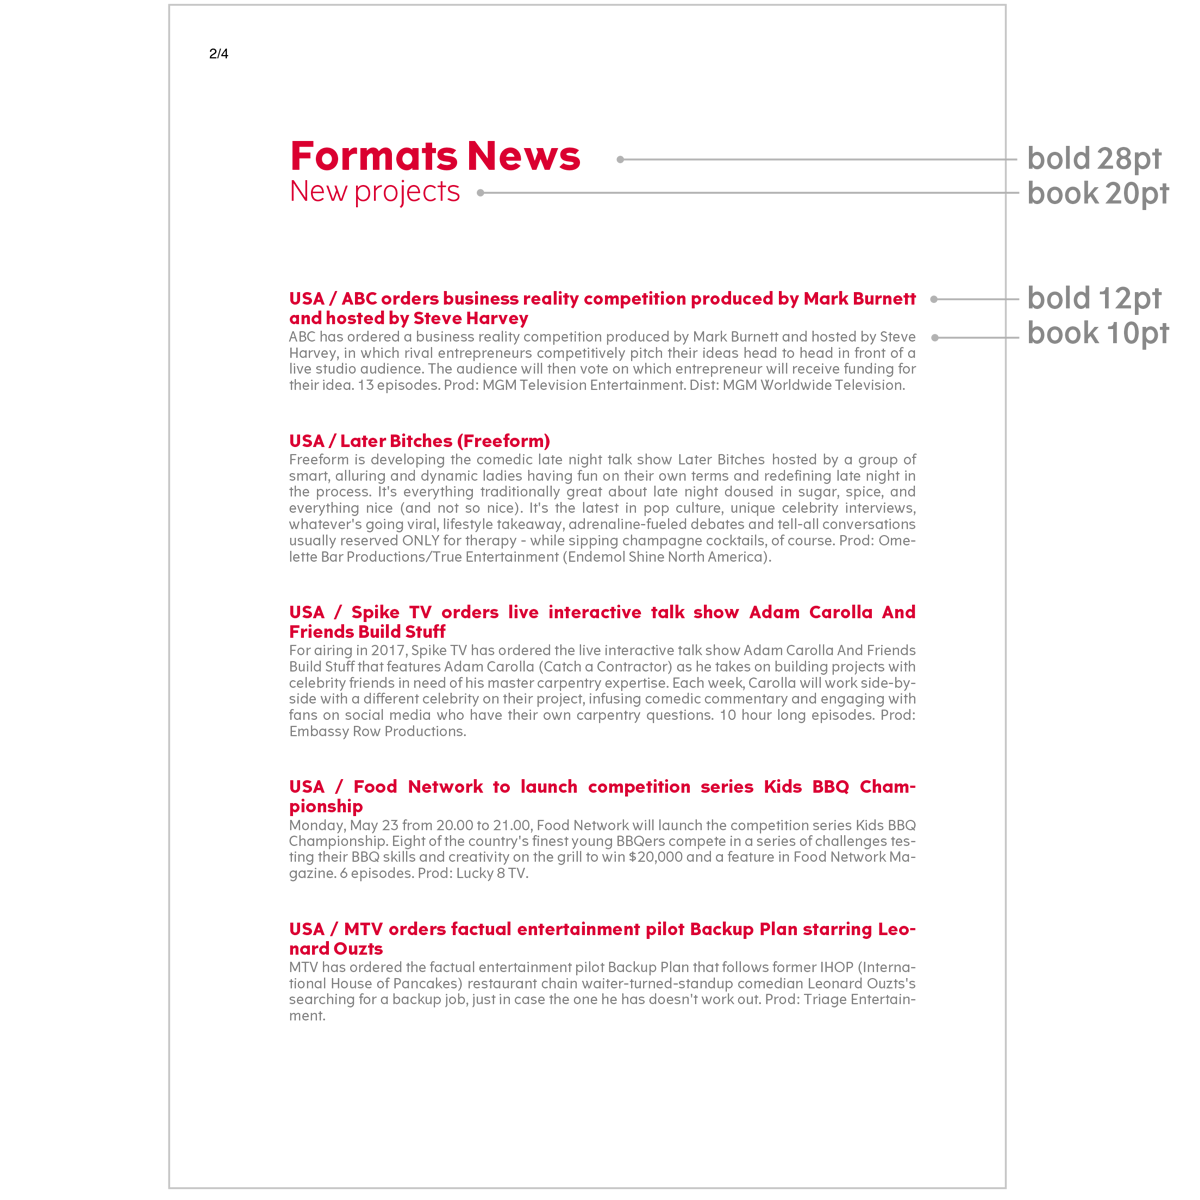 2/4
Formats News
bold 28pt
New projects
book 20pt
USA / ABC orders business reality competition produced by Mark Burnett
and hosted by Steve Harvey
bold 12pt
ABC has ordered a business reality competition produced by Mark Burnett and hosted by Steve
book 10pt
Harvey, in which rival entrepreneurs competitively pitch their ideas head to head in front of a
live studio audience. The audience will then vote on which entrepreneur will receive funding for
their idea. 13 episodes. Prod: MGM Television Entertainment. Dist: MGM Worldwide Television.
USA / Later Bitches (Freeform)
Freeform is developing the comedic late night talk show Later Bitches hosted by a group of
smart, alluring and dynamic ladies having fun on their own terms and redefining late night in
the process. It's everything traditionally great about late night doused in sugar, spice, and
everything nice (and not so nice). It's the latest in pop culture, unique celebrity interviews,
whatever's going viral, lifestyle takeaway, adrenaline-fueled debates and tell-all conversations
usually reserved ONLY for therapy - while sipping champagne cocktails, of course. Prod: Ome-
lette Bar Productions/True Entertainment (Endemol Shine North America).
USA / Spike TV orders live interactive talk show Adam Carolla And
Friends Build Stuff
For airing in 2017, Spike TV has ordered the live interactive talk show Adam Carolla And Friends
Build Stuff that features Adam Carolla (Catch a Contractor) as he takes on building projects with
celebrity friends in need of his master carpentry expertise. Each week, Carolla will work side-by-
side with a different celebrity on their project, infusing comedic commentary and engaging with
fans on social media who have their own carpentry questions. 10 hour long episodes. Prod:
Embassy Row Productions.
USA / Food Network to launch competition series Kids BBQ Cham-
pionship
Monday, May 23 from 20.00 to 21.00, Food Network will launch the competition series Kids BBQ
Championship. Eight of the country's finest young BBQers compete in a series of challenges tes-
ting their BBQ skills and creativity on the grill to win $20,000 and a feature in Food Network Ma-
gazine. 6 episodes. Prod: Lucky 8 TV.
USA / MTV orders factual entertainment pilot Backup Plan starring Leo-
nard Ouzts
MTV has ordered the factual entertainment pilot Backup Plan that follows former IHOP (Interna-
tional House of Pancakes) restaurant chain waiter-turned-standup comedian Leonard Ouzts's
searching for a backup job, just in case the one he has doesn't work out. Prod: Triage Entertain-
ment.